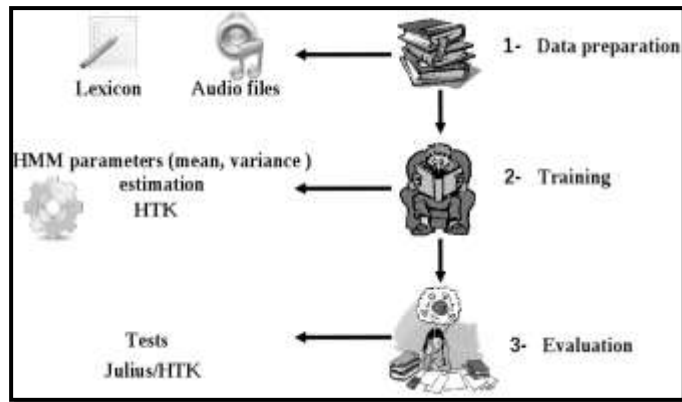 1- Data preparation
Lexicon Audio files
HMM parameters (mean, variance )
estimation
HTK
2- Training
Tests
Julius/HTK
3- Evaluation